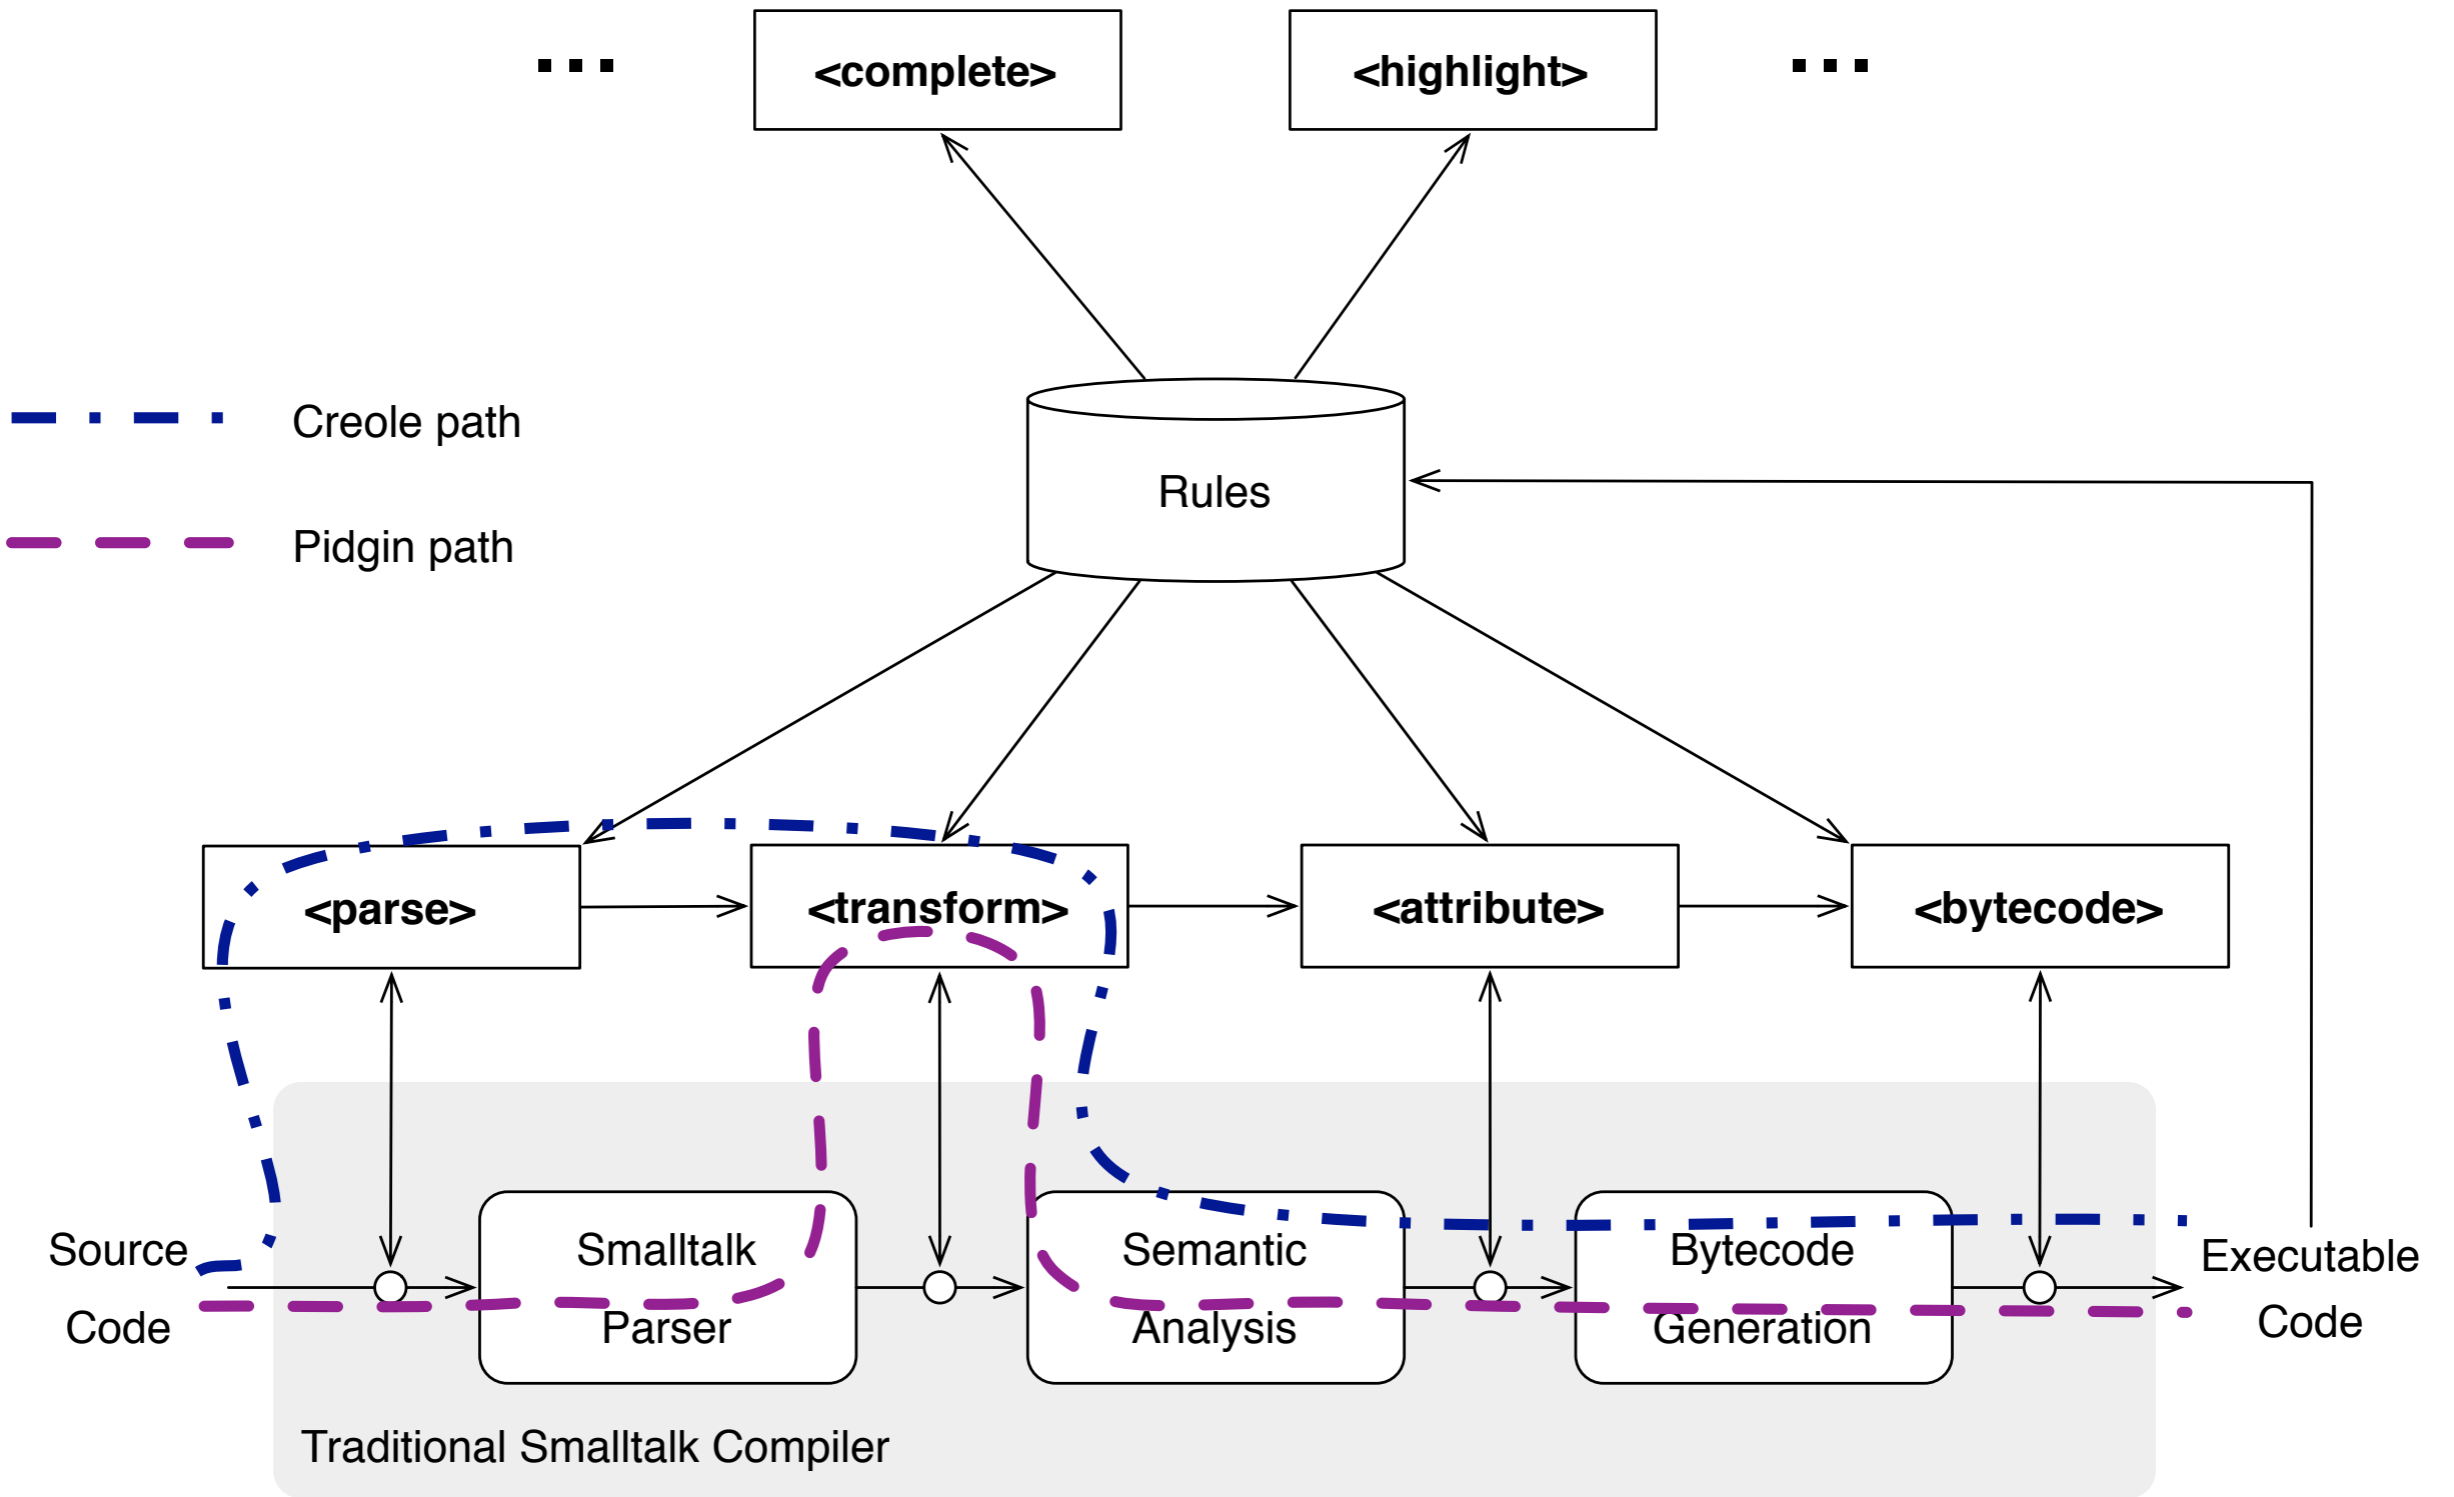 ... <complete> <highlight> ...
Creole path
Rules
Pidgin path
<parse> <transform> <attribute> <bytecode>
Source
Code
Smalltalk
Parser
Semantic
Analysis
Bytecode
Generation
Executable
Code
Traditional Smalltalk Compiler